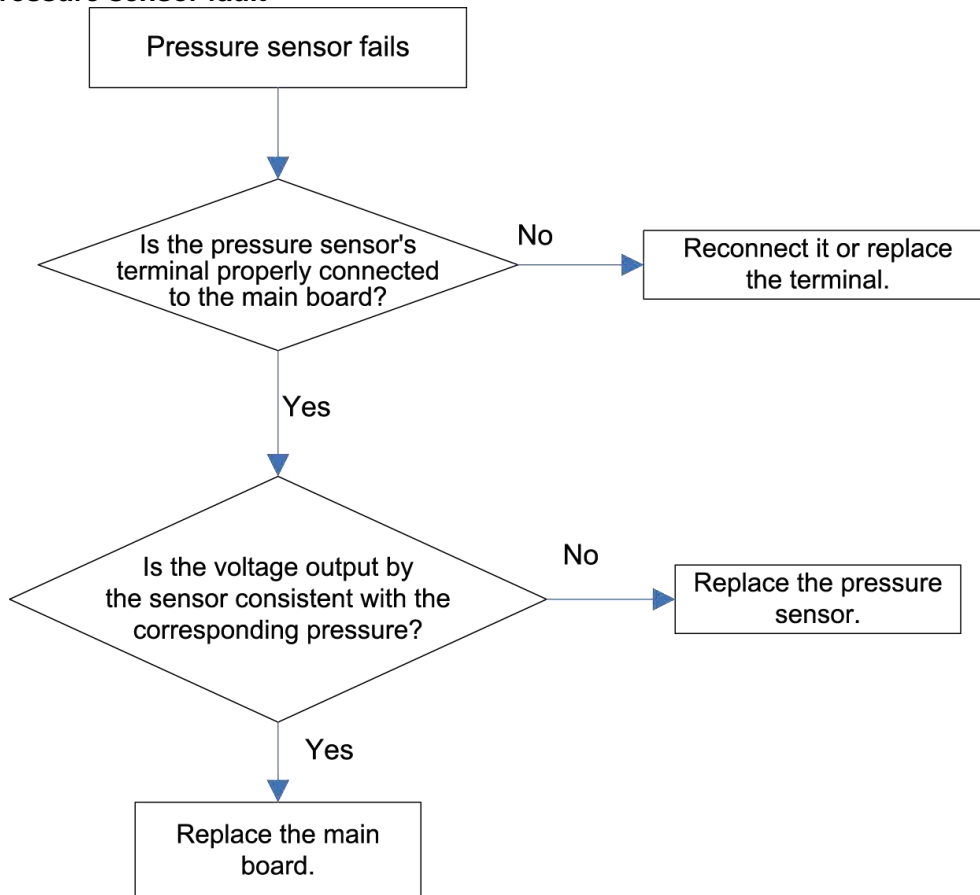 Pressure sensor fails
Is the pressure sensor's
terminal properly connected
to the main board?
No
Reconnect it or replace
the terminal.
Yes
Is the voltage output by
the sensor consistent with the
corresponding pressure?
No
Replace the pressure
sensor.
Yes
Replace the main
board.